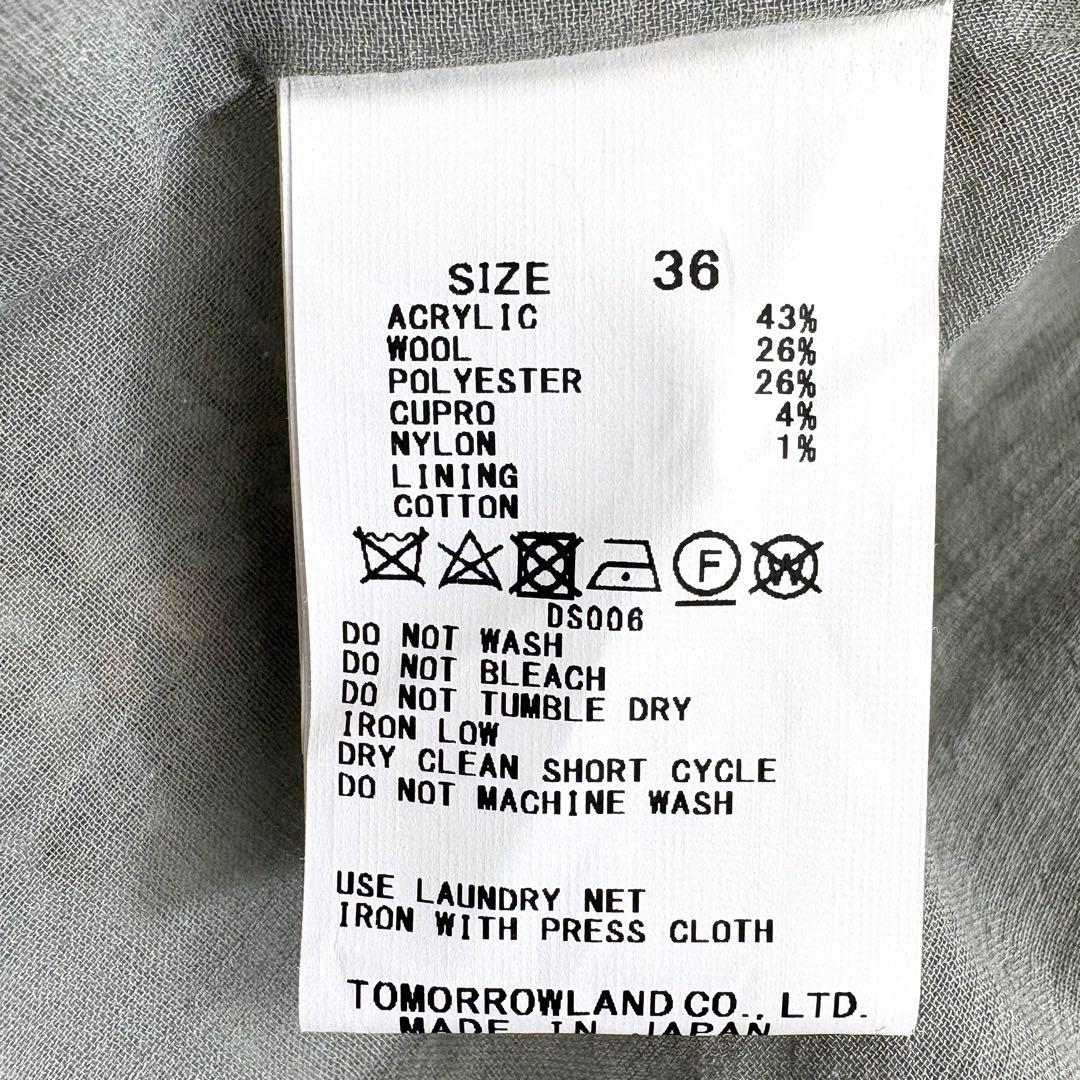 SIZE 36
ACRYLIC 43%
WOOL 26%
POLYESTER 26%
CUPRO 4%
NYLON 1%
LINING
COTTON
F W
DS006
DO NOT WASH
DO NOT BLEACH
DO NOT TUMBLE DRY
IRON LOW
DRY CLEAN SHORT CYCLE
DO NOT MACHINE WASH
USE LAUNDRY NET
IRON WITH PRESS CLOTH
TOMORROWLAND CO., LTD.
MADE IN JAPAN